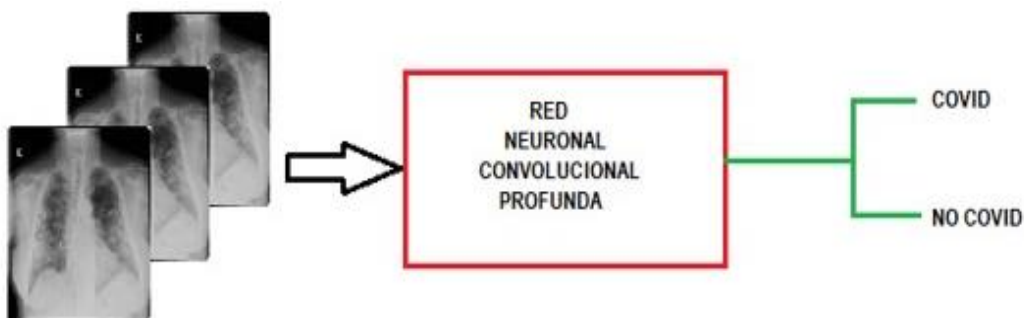 RED
NEURONAL
CONVOLUCIONAL
PROFUNDA
COVID
NO COVID